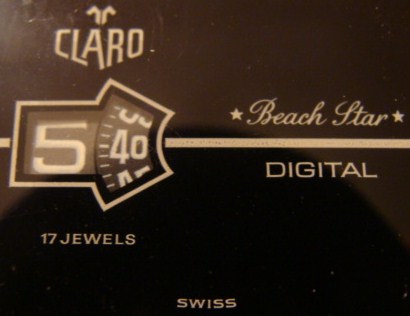 CLARO
5 40
★ Beach Star ★
DIGITAL
17 JEWELS
SWISS